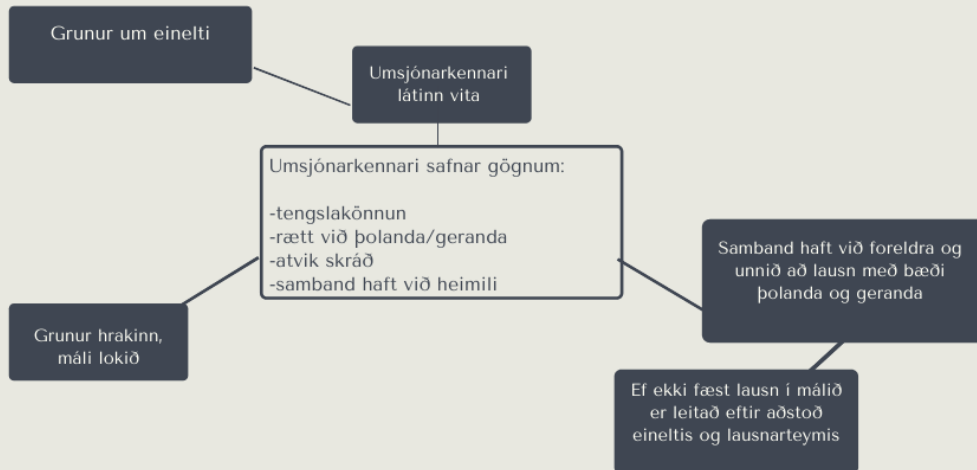 Grunur um einelti
Umsjónarkennari
látinn vita
Umsjónarkennari safnar gögnum:
-tengslakönnun
-rætt við þolanda/geranda
-atvik skráð
-samband haft við heimili
Samband haft við foreldra og
unnið að lausn með bæði
þolanda og geranda
Grunur hrakinn,
máli lokið
Ef ekki fæst lausn í málið
er leitað eftir aðstoð
eineltis og lausnarteymis